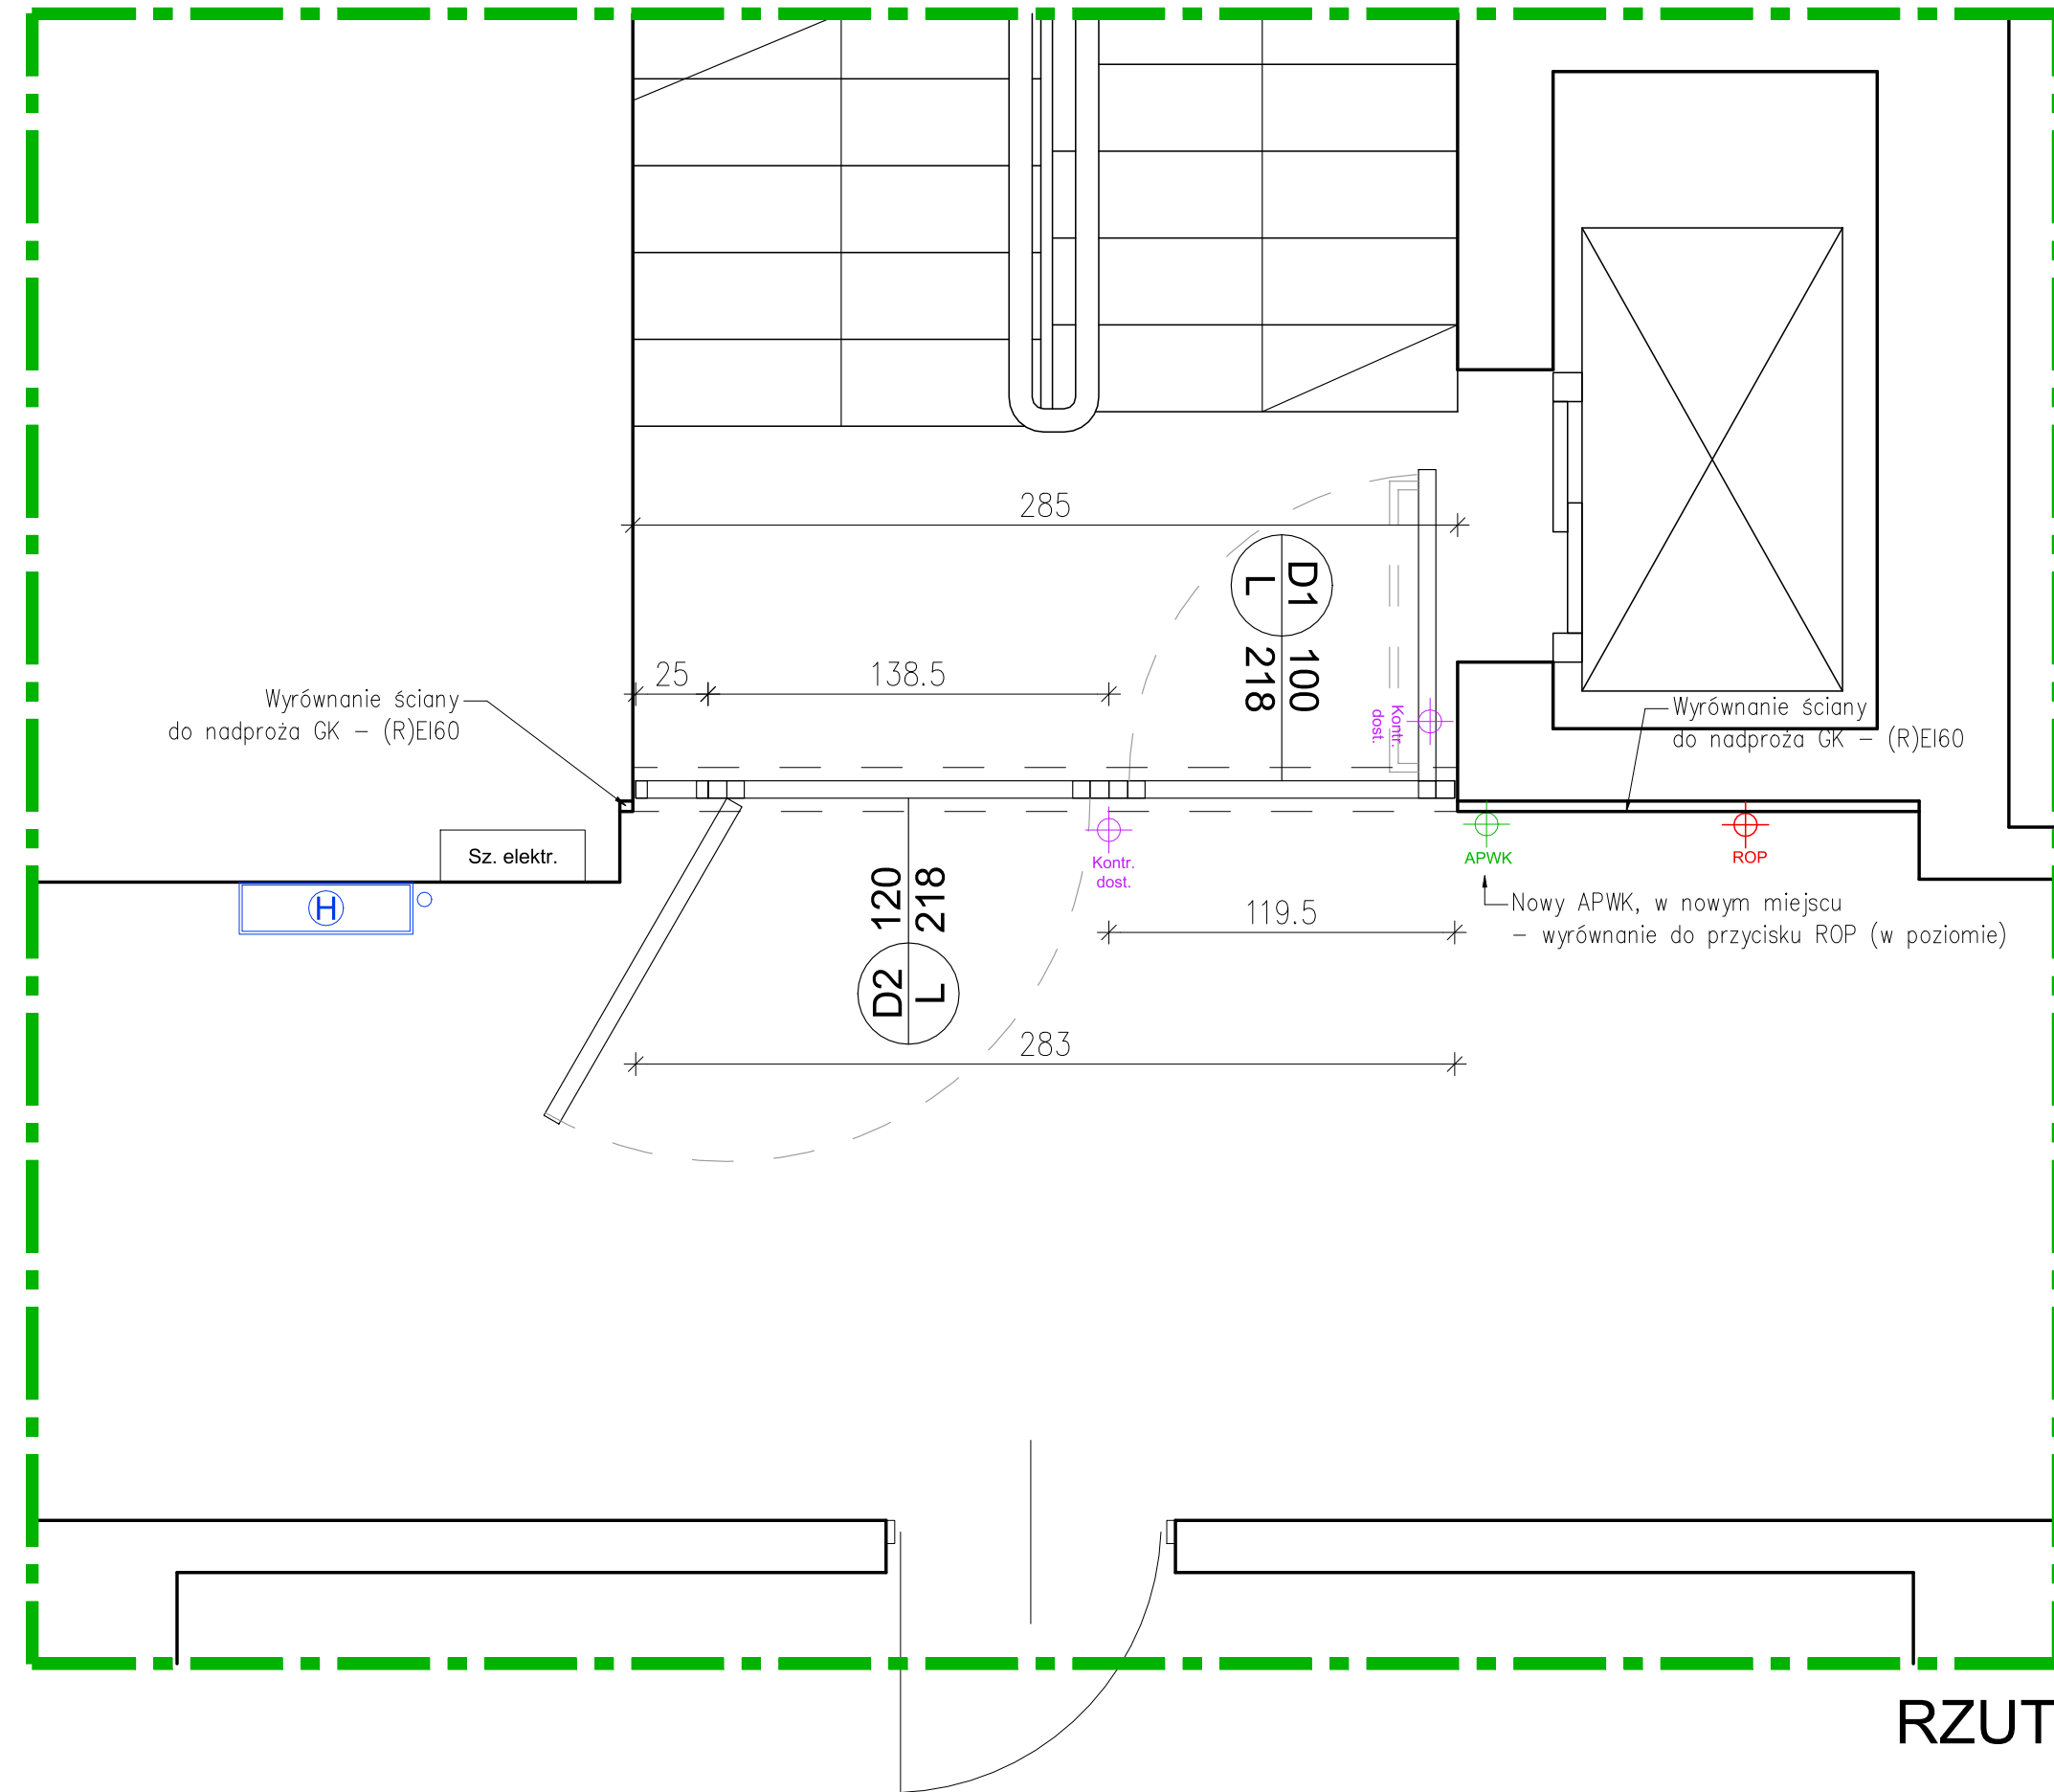 285
D1
L
100
218
25
138.5
Wyrównanie ściany
do nadproża GK – (R)EI60
Kontr.
dost.
Wyrównanie ściany
do nadproża GK – (R)EI60
Sz. elektr.
H
Kontr.
dost.
APWK
ROP
120
218
D2
L
119.5
Nowy APWK, w nowym miejscu
– wyrównanie do przycisku ROP (w poziomie)
283
RZUT